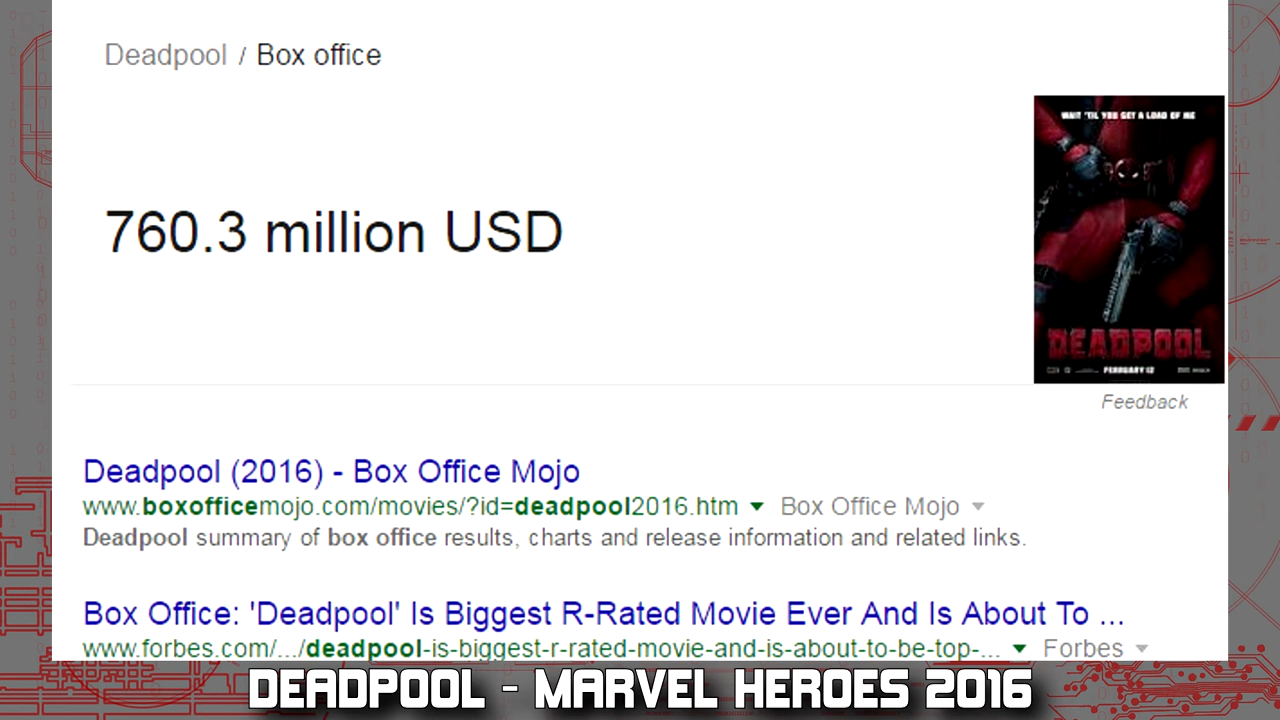 Deadpool / Box office
WAIT 'TIL YOU GET A LOAD OF ME
760.3 million USD
DEADPOOL
FEBRUARY 12
Feedback
Deadpool (2016) - Box Office Mojo
www.boxofficemojo.com/movies/?id=deadpool2016.htm ▼ Box Office Mojo ▼
Deadpool summary of box office results, charts and release information and related links.
Box Office: 'Deadpool' Is Biggest R-Rated Movie Ever And Is About To ...
www.forbes.com/.../deadpool-is-biggest-r-rated-movie-and-is-about-to-be-top-... ▼ Forbes ▼
DEADPOOL - MARVEL HEROES 2016